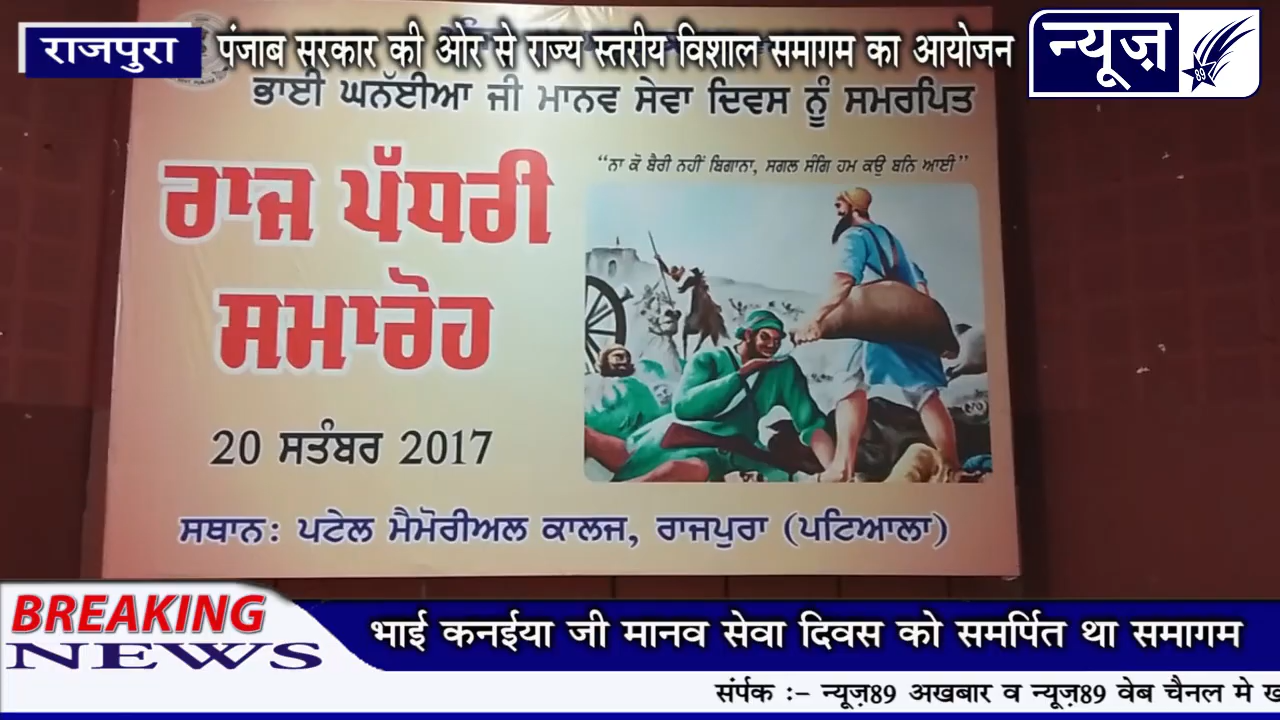 राजपुरा
पंजाब सरकार की ओर से राज्य स्तरीय विशाल समागम का आयोजन
न्यूज़
89
ਭਾਈ ਘਨੱਈਆ ਜੀ ਮਾਨਵ ਸੇਵਾ ਦਿਵਸ ਨੂੰ ਸਮਰਪਿਤ
“ਨਾ ਕੋ ਬੈਰੀ ਨਹੀਂ ਬਿਗਾਨਾ, ਸਗਲ ਸੰਗਿ ਹਮ ਕਉ ਬਨਿ ਆਈ”
ਰਾਜ ਪੱਧਰੀ
ਸਮਾਰੋਹ
20 ਸਤੰਬਰ 2017
ਸਥਾਨ: ਪਟੇਲ ਮੈਮੋਰੀਅਲ ਕਾਲਜ, ਰਾਜਪੁਰਾ (ਪਟਿਆਲਾ)
BREAKING
NEWS
भाई कनईया जी मानव सेवा दिवस को समर्पित था समागम
संर्पक :– न्यूज़89 अखबार व न्यूज़89 वेब चैनल मे